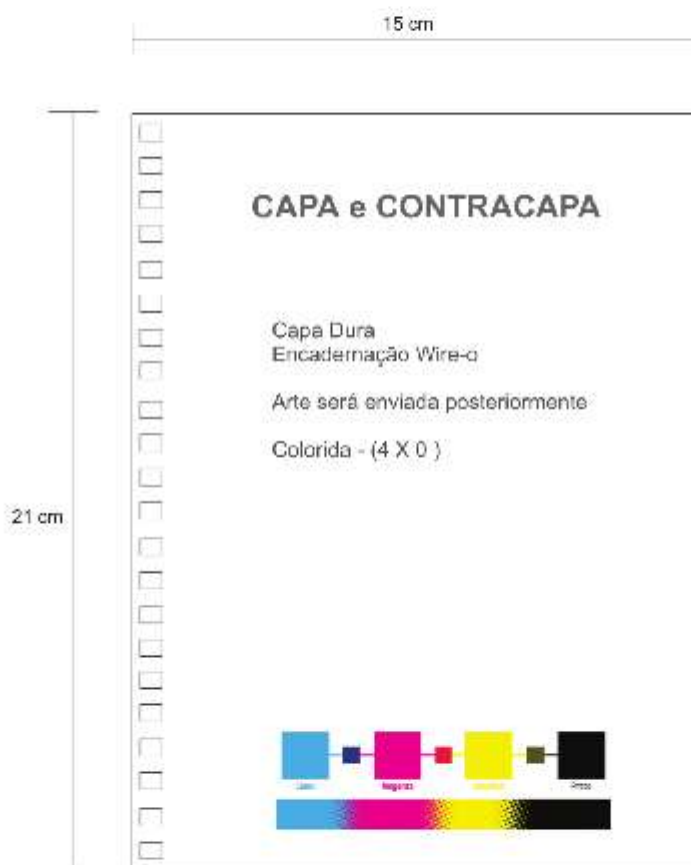 15 cm
CAPA e CONTRACAPA
Capa Dura
Encadernação Wire-o
Arte será enviada posteriormente
Colorida - (4 X 0 )
21 cm
Magenta
Preto